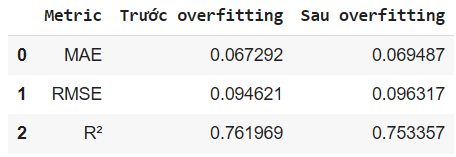 Metric Trước overfitting Sau overfitting
0 MAE 0.067292 0.069487
1 RMSE 0.094621 0.096317
2 R² 0.761969 0.753357